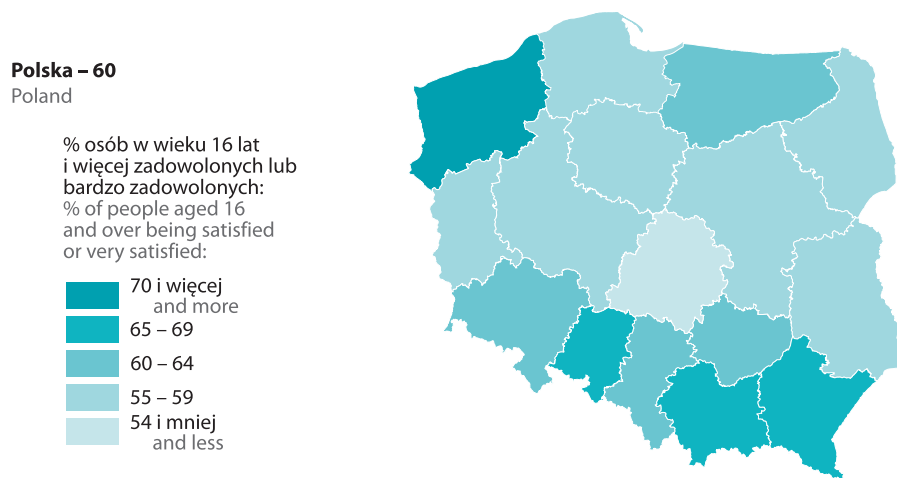 Polska – 60
Poland
% osób w wieku 16 lat
i więcej zadowolonych lub
bardzo zadowolonych:
% of people aged 16
and over being satisfied
or very satisfied:
70 i więcej
and more
65 – 69
60 – 64
55 – 59
54 i mniej
and less